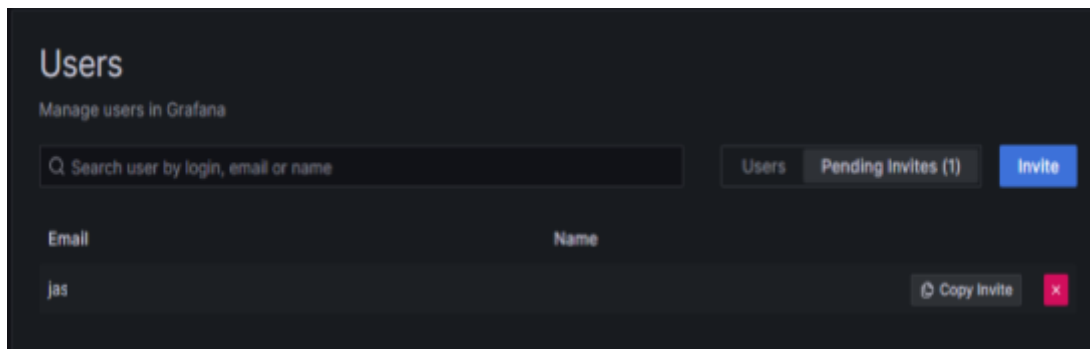 Users
Manage users in Grafana
Search user by login, email or name
Users Pending Invites (1) Invite
Email Name
jas Copy Invite